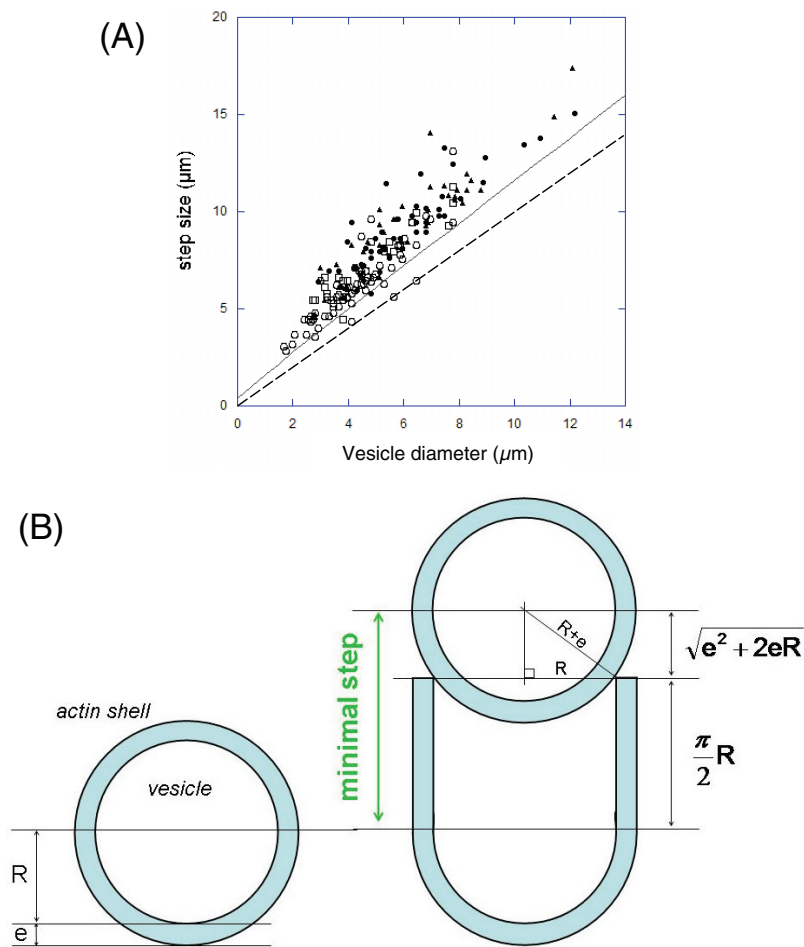 (A)
20
15
10
5
0
step size (µm)
0 2 4 6 8 10 12 14
Vesicle diameter (µm)
(B)
actin shell
vesicle
R
e
minimal step
R+e
R
√e² + 2eR
π/2 R